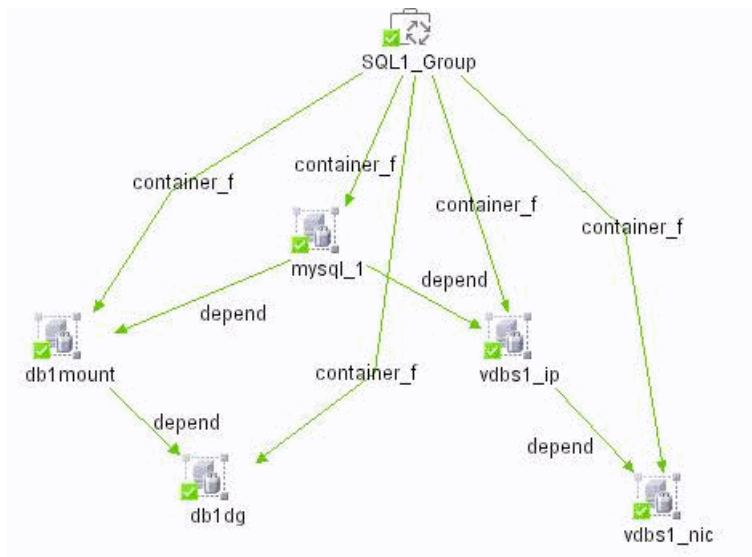 SQL1_Group
container_f
container_f
container_f
container_f
mysql_1
depend
depend
db1mount
container_f
vdbs1_ip
depend
depend
db1dg
vdbs1_nic